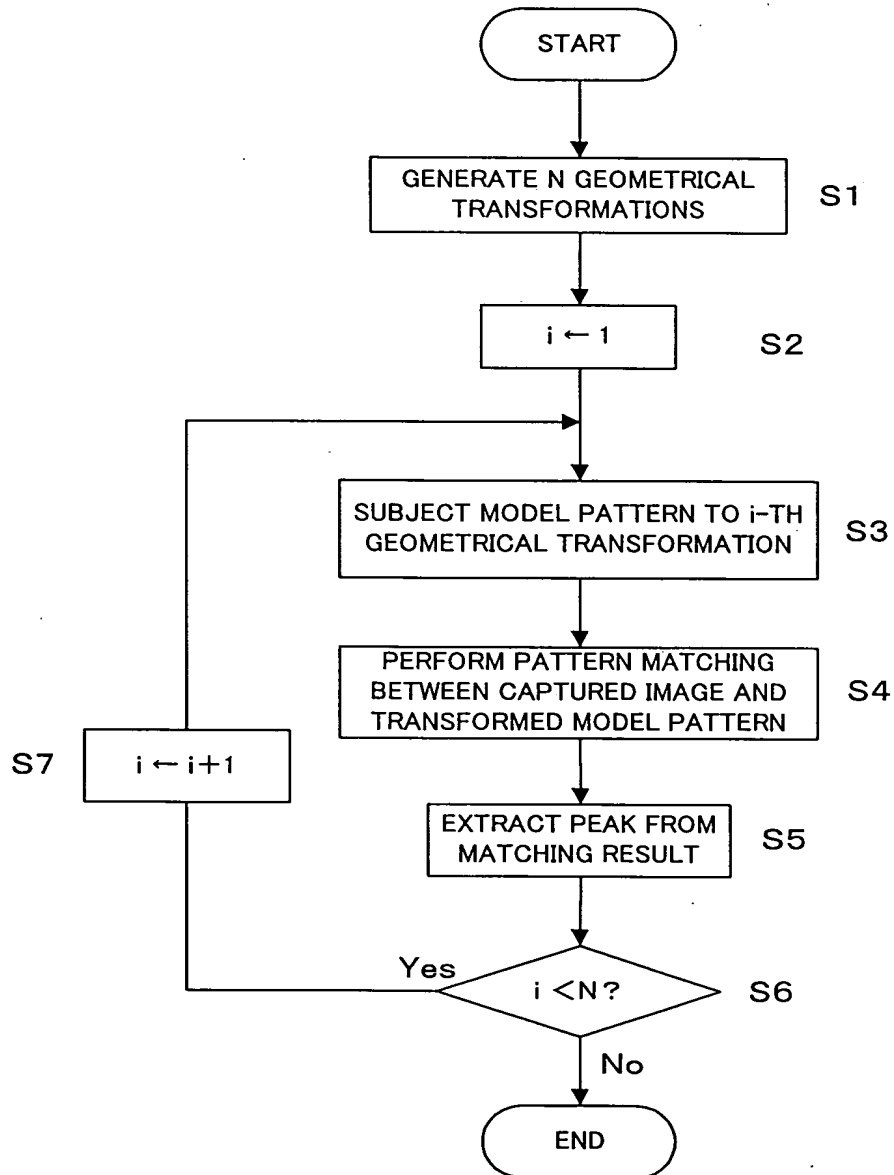 START
GENERATE N GEOMETRICAL
TRANSFORMATIONS
S1
i ← 1
S2
SUBJECT MODEL PATTERN TO i-TH
GEOMETRICAL TRANSFORMATION
S3
PERFORM PATTERN MATCHING
BETWEEN CAPTURED IMAGE AND
TRANSFORMED MODEL PATTERN
S4
S7
i ← i+1
EXTRACT PEAK FROM
MATCHING RESULT
S5
Yes
i <N?
S6
No
END